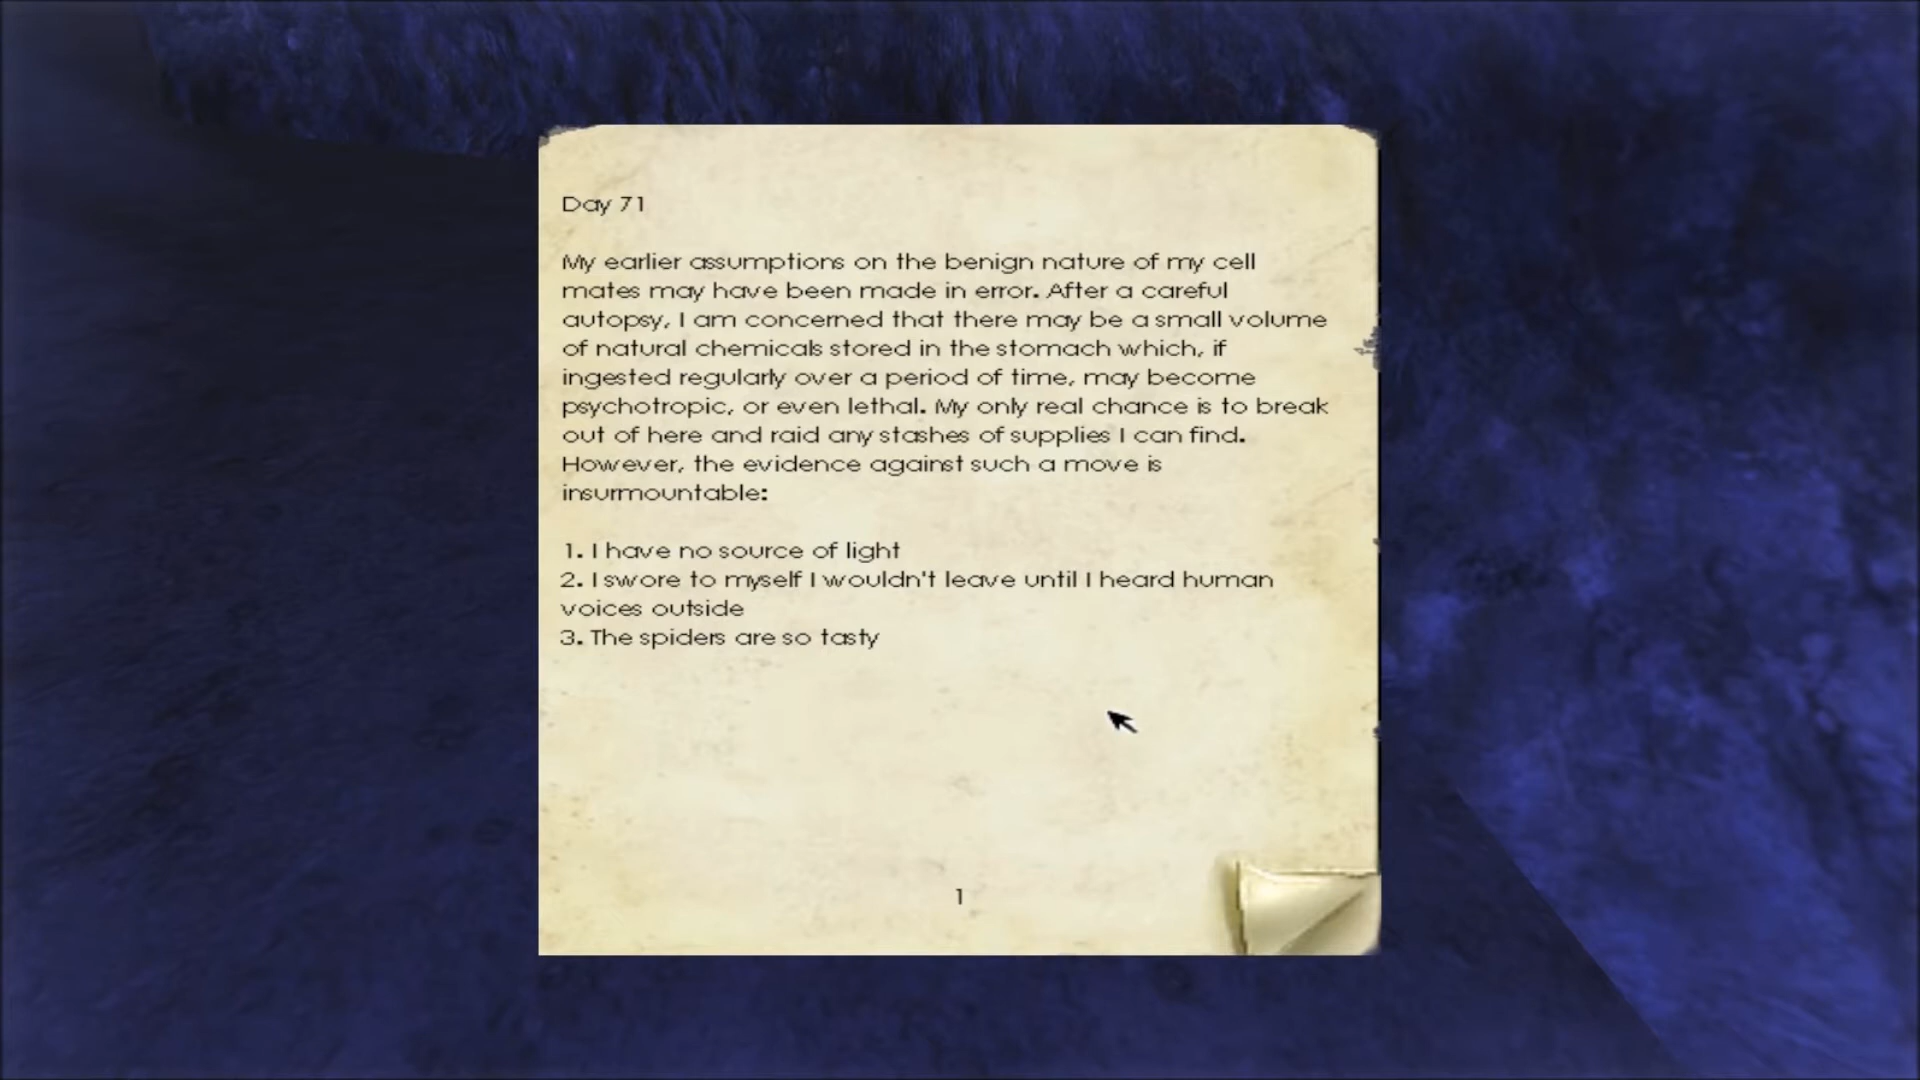 Day 71
My earlier assumptions on the benign nature of my cell
mates may have been made in error. After a careful
autopsy, I am concerned that there may be a small volume
of natural chemicals stored in the stomach which, if
ingested regularly over a period of time, may become
psychotropic, or even lethal. My only real chance is to break
out of here and raid any stashes of supplies I can find.
However, the evidence against such a move is
insurmountable:
1. I have no source of light
2. I swore to myself I wouldn't leave until I heard human
voices outside
3. The spiders are so tasty
1